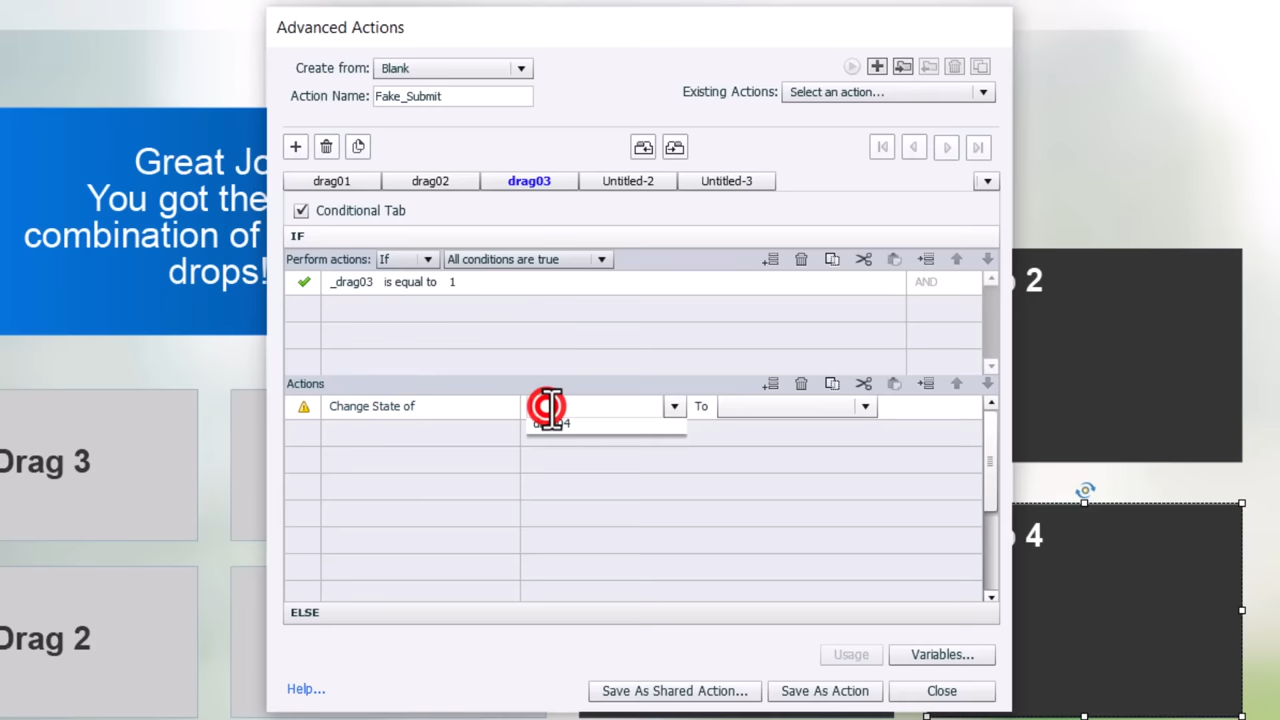 Advanced Actions
Create from: Blank
Action Name: Fake_Submit
Existing Actions: Select an action...
drag01 drag02 drag03 Untitled-2 Untitled-3
Conditional Tab
IF
Perform actions: If All conditions are true
_drag03 is equal to 1 AND
Actions
Change State of To
ELSE
Usage Variables...
Help... Save As Shared Action... Save As Action Close
Great Jo
You got the
combination of
drops!
Drag 3
Drag 2
2
4